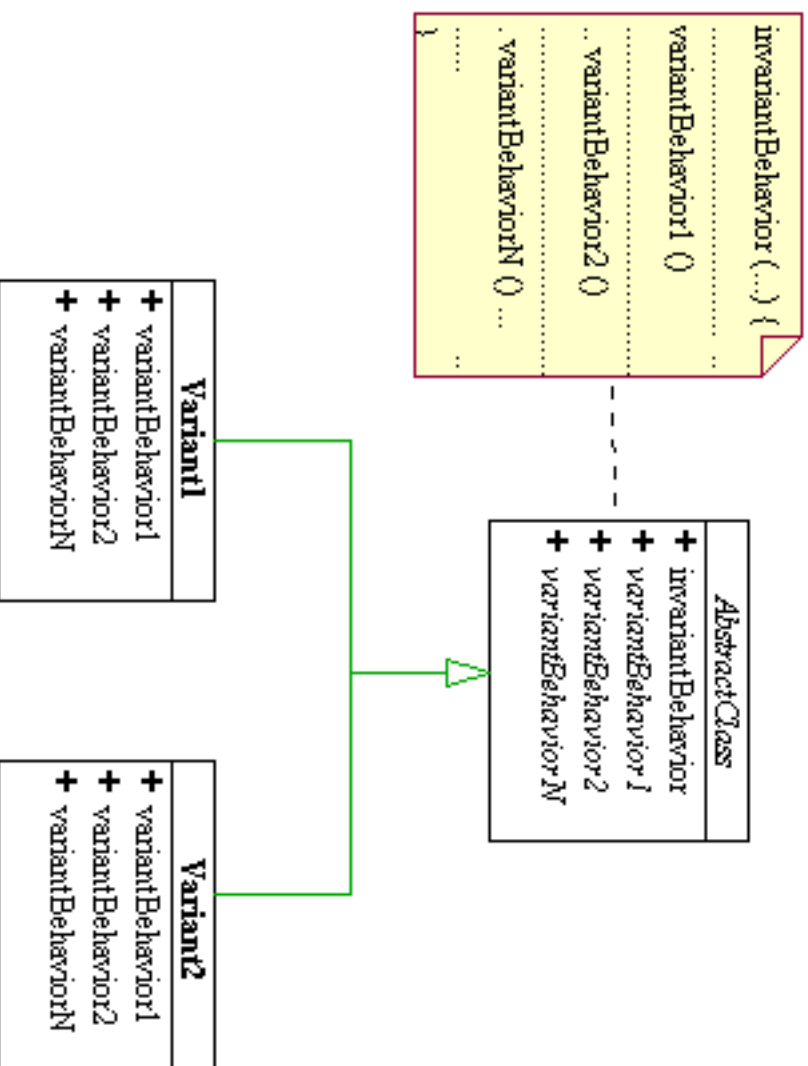 invariantBehavior (...) {
variantBehavior1 ()
.. variantBehavior2 ()
.. variantBehaviorN () ...
}
AbstractClass
+ invariantBehavior
+ variantBehavior1
+ variantBehavior2
+ variantBehaviorN
Variant1
+ variantBehavior1
+ variantBehavior2
+ variantBehaviorN
Variant2
+ variantBehavior1
+ variantBehavior2
+ variantBehaviorN